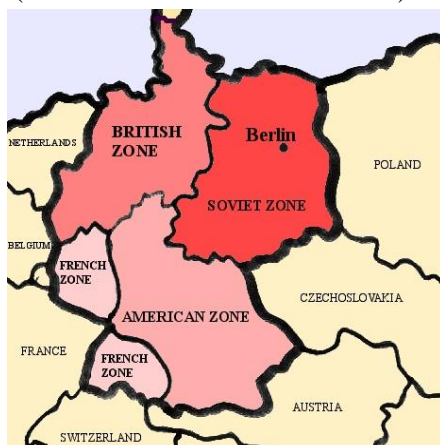 BRITISH
ZONE
Berlin
NETHERLANDS
POLAND
SOVIET ZONE
BELGIUM
FRENCH
ZONE
CZECHOSLOVAKIA
AMERICAN ZONE
FRANCE
FRENCH
ZONE
AUSTRIA
SWITZERLAND